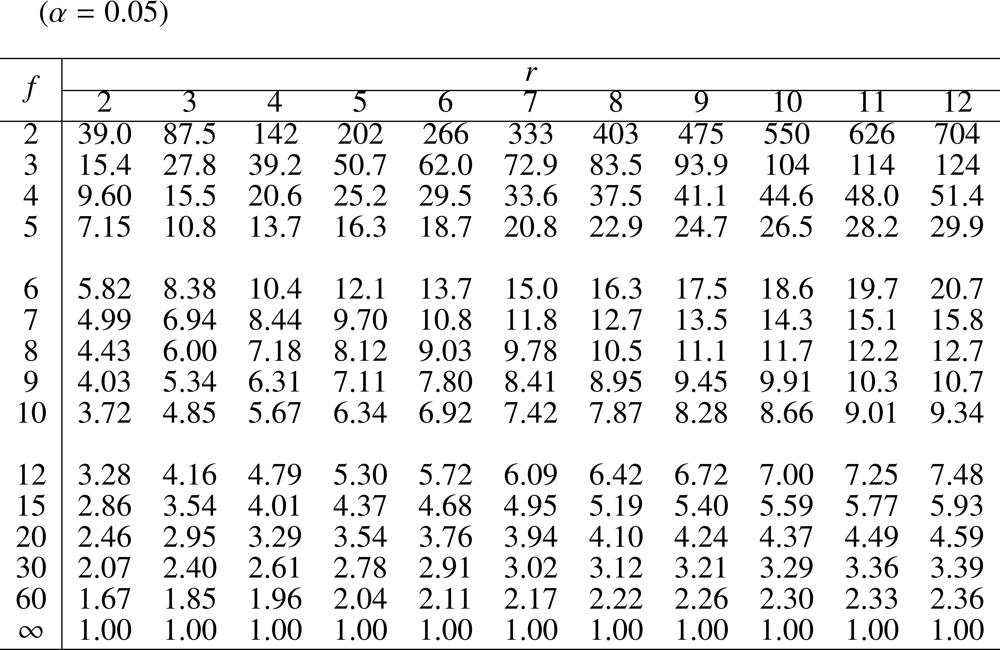 (α = 0.05)
r
f
2 3 4 5 6 7 8 9 10 11 12
2 39.0 87.5 142 202 266 333 403 475 550 626 704
3 15.4 27.8 39.2 50.7 62.0 72.9 83.5 93.9 104 114 124
4 9.60 15.5 20.6 25.2 29.5 33.6 37.5 41.1 44.6 48.0 51.4
5 7.15 10.8 13.7 16.3 18.7 20.8 22.9 24.7 26.5 28.2 29.9
6 5.82 8.38 10.4 12.1 13.7 15.0 16.3 17.5 18.6 19.7 20.7
7 4.99 6.94 8.44 9.70 10.8 11.8 12.7 13.5 14.3 15.1 15.8
8 4.43 6.00 7.18 8.12 9.03 9.78 10.5 11.1 11.7 12.2 12.7
9 4.03 5.34 6.31 7.11 7.80 8.41 8.95 9.45 9.91 10.3 10.7
10 3.72 4.85 5.67 6.34 6.92 7.42 7.87 8.28 8.66 9.01 9.34
12 3.28 4.16 4.79 5.30 5.72 6.09 6.42 6.72 7.00 7.25 7.48
15 2.86 3.54 4.01 4.37 4.68 4.95 5.19 5.40 5.59 5.77 5.93
20 2.46 2.95 3.29 3.54 3.76 3.94 4.10 4.24 4.37 4.49 4.59
30 2.07 2.40 2.61 2.78 2.91 3.02 3.12 3.21 3.29 3.36 3.39
60 1.67 1.85 1.96 2.04 2.11 2.17 2.22 2.26 2.30 2.33 2.36
∞ 1.00 1.00 1.00 1.00 1.00 1.00 1.00 1.00 1.00 1.00 1.00